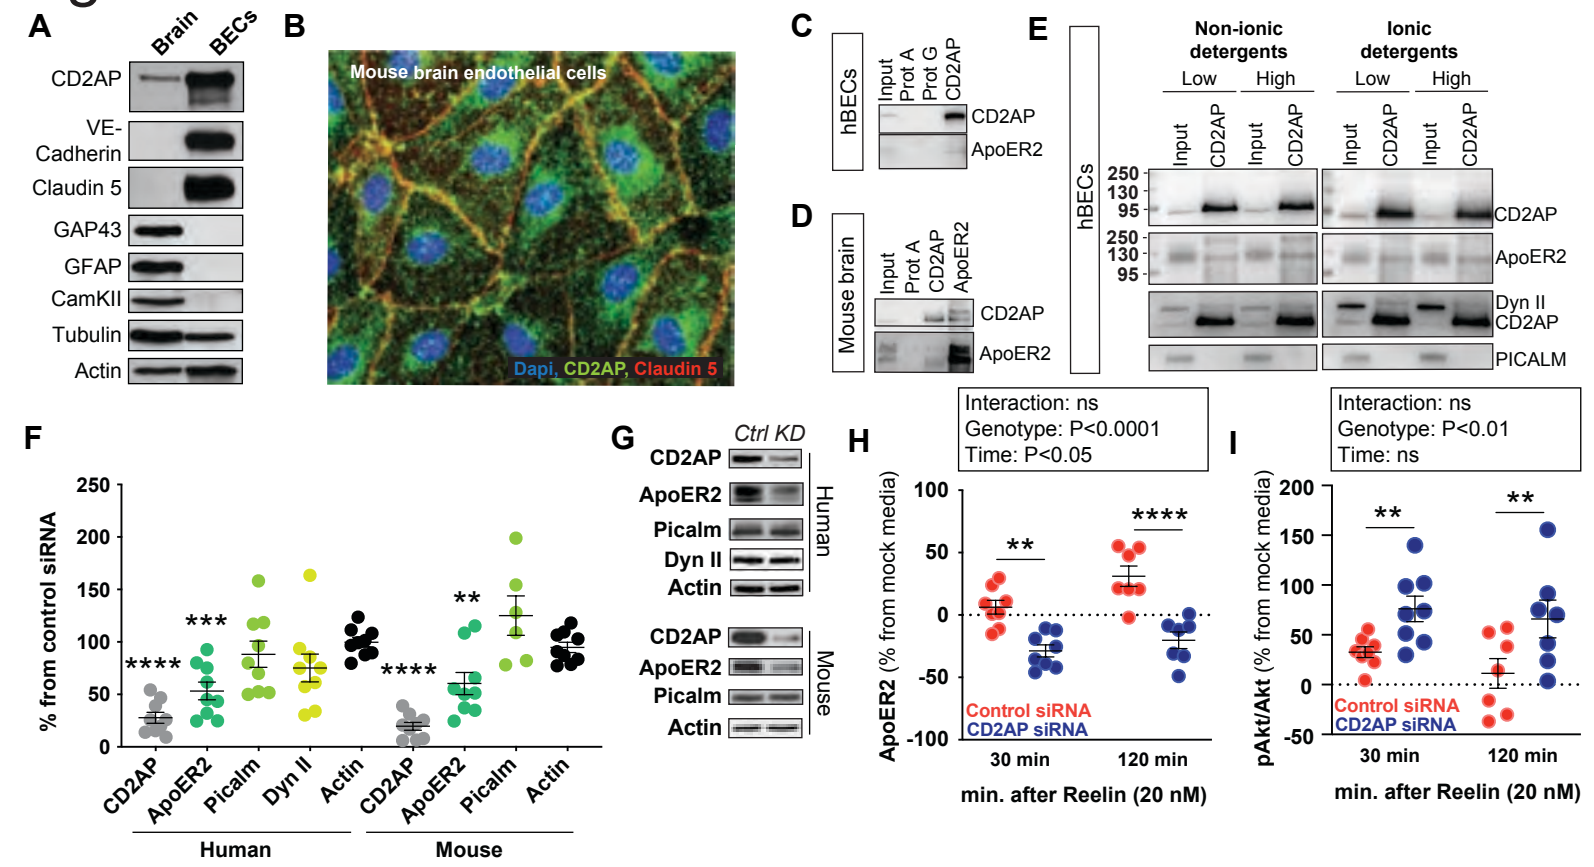 A
Brain
BECs
CD2AP
VE-
Cadherin
Claudin 5
GAP43
GFAP
CamKII
Tubulin
Actin
B
Mouse brain endothelial cells
Dapi, CD2AP, Claudin 5
C
hBECs
Input
Prot A
Prot G
CD2AP
CD2AP
ApoER2
D
Mouse brain
Input
Prot A
CD2AP
ApoER2
CD2AP
ApoER2
E
hBECs
Non-ionic
detergents
Ionic
detergents
Low
High
Low
High
Input
CD2AP
Input
CD2AP
Input
CD2AP
Input
CD2AP
250
130
95
CD2AP
250
130
95
ApoER2
Dyn II
CD2AP
PICALM
F
% from control siRNA
250
200
150
100
50
0
****
***
****
**
CD2AP
ApoER2
Picalm
Dyn II
Actin
CD2AP
ApoER2
Picalm
Actin
Human
Mouse
G
Ctrl KD
CD2AP
ApoER2
Picalm
Dyn II
Actin
Human
CD2AP
ApoER2
Picalm
Actin
Mouse
H
Interaction: ns
Genotype: P<0.0001
Time: P<0.05
ApoER2 (% from mock media)
100
50
0
-50
-100
**
****
Control siRNA
CD2AP siRNA
30 min
120 min
min. after Reelin (20 nM)
I
Interaction: ns
Genotype: P<0.01
Time: ns
pAkt/Akt (% from mock media)
200
150
100
50
0
-50
**
**
Control siRNA
CD2AP siRNA
30 min
120 min
min. after Reelin (20 nM)